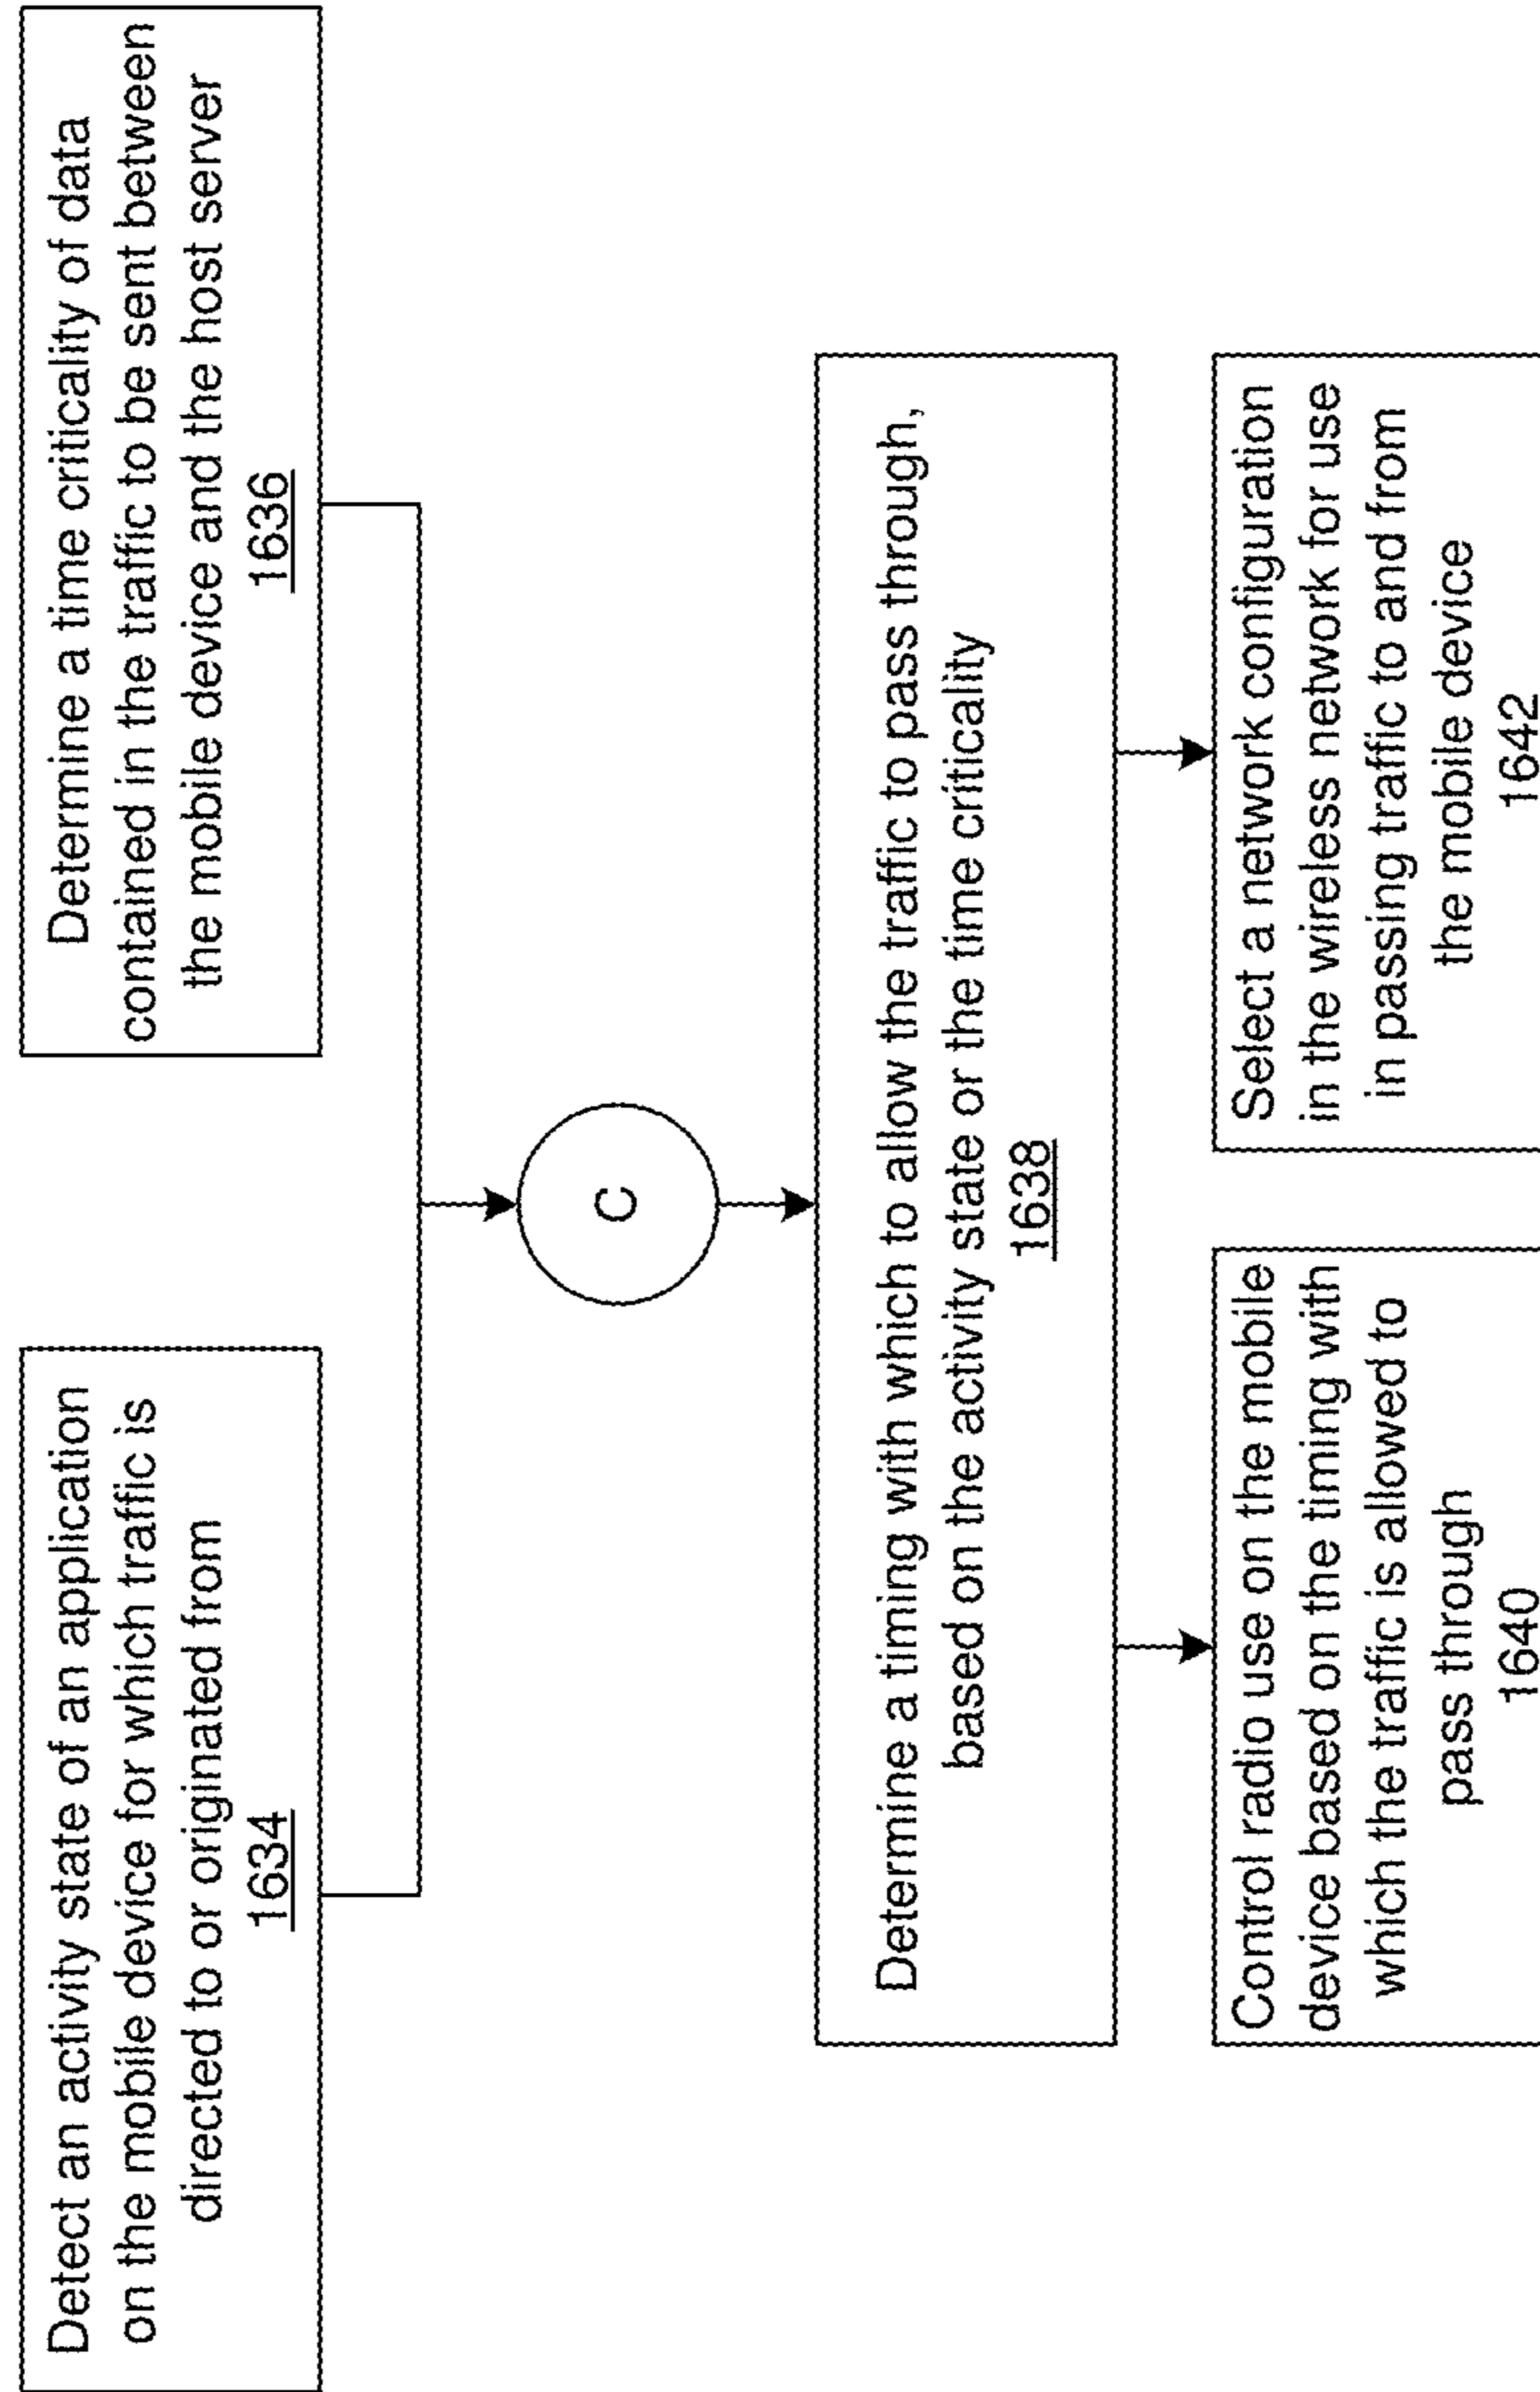 Detect an activity state of an application
on the mobile device for which traffic is
directed to or originated from
1634
Determine a time criticality of data
contained in the traffic to be sent between
the mobile device and the host server
1636
C
Determine a timing with which to allow the traffic to pass through,
based on the activity state or the time criticality
1638
Control radio use on the mobile
device based on the timing with
which the traffic is allowed to
pass through
1640
Select a network configuration
in the wireless network for use
in passing traffic to and from
the mobile device
1642